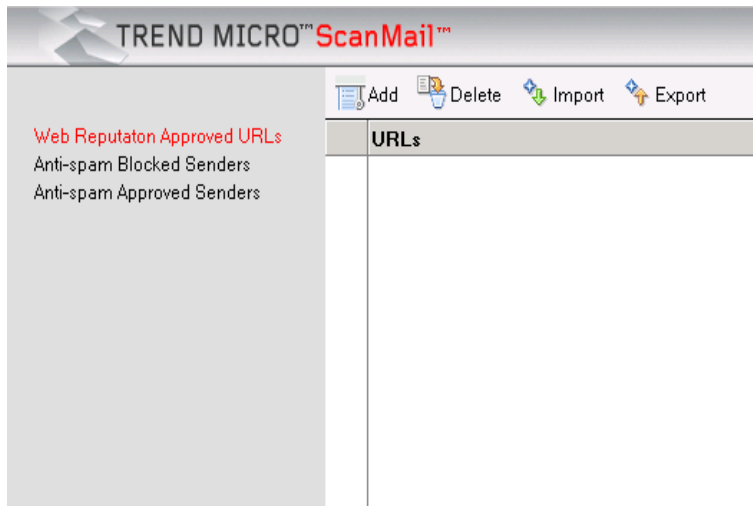 TREND MICRO™ ScanMail™
Add Delete Import Export
Web Reputaton Approved URLs
Anti-spam Blocked Senders
Anti-spam Approved Senders
URLs